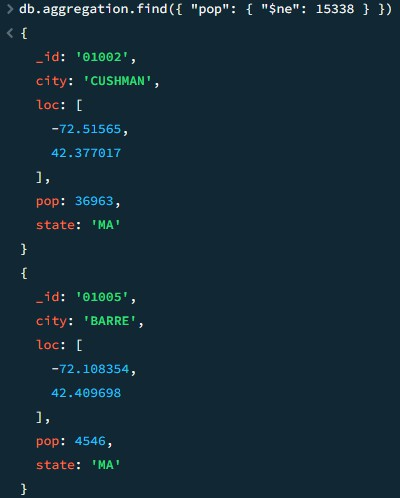 > db.aggregation.find({ "pop": { "$ne": 15338 } })
< {
_id: '01002',
city: 'CUSHMAN',
loc: [
-72.51565,
42.377017
],
pop: 36963,
state: 'MA'
}
{
_id: '01005',
city: 'BARRE',
loc: [
-72.108354,
42.409698
],
pop: 4546,
state: 'MA'
}